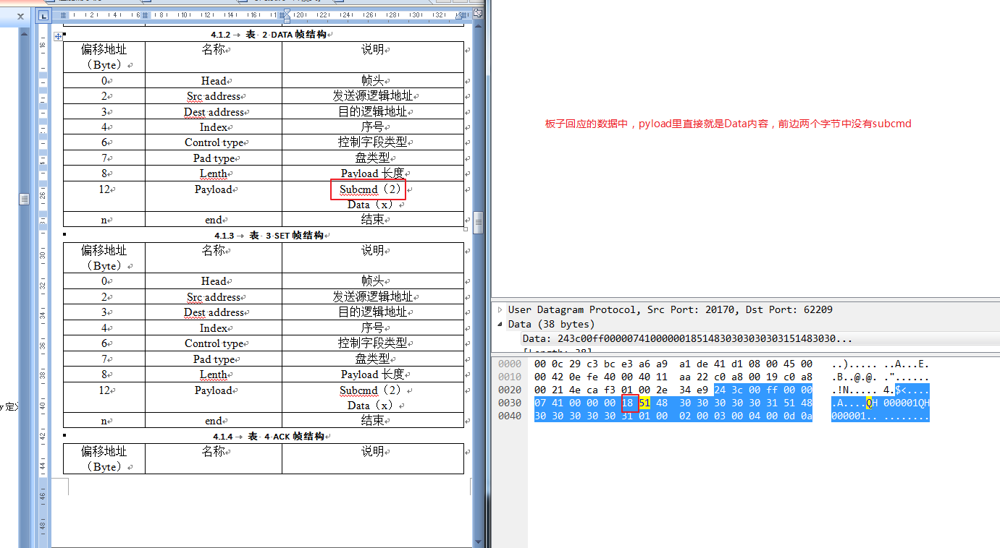 4.1.2 → 表 2 DATA 帧结构
偏移地址（Byte） 名称 说明
0 Head 帧头
2 Src address 发送源逻辑地址
3 Dest address 目的逻辑地址
4 Index 序号
6 Control type 控制字段类型
7 Pad type 盘类型
8 Lenth Payload 长度
12 Payload Subcmd（2）
Data（x）
n end 结束
4.1.3 → 表 3 SET 帧结构
偏移地址（Byte） 名称 说明
0 Head 帧头
2 Src address 发送源逻辑地址
3 Dest address 目的逻辑地址
4 Index 序号
6 Control type 控制字段类型
7 Pad type 盘类型
8 Lenth Payload 长度
12 Payload Subcmd（2）
Data（x）
n end 结束
4.1.4 → 表 4 ACK 帧结构
偏移地址（Byte） 名称 说明
板子回应的数据中，pyload里直接就是Data内容，前边两个字节中没有subcmd
User Datagram Protocol, Src Port: 20170, Dst Port: 62209
Data (38 bytes)
Data: 243c00ff0000074100000018514830303030303151483030...
0000 00 0c 29 c3 bc e3 a6 a9 a1 de 41 d1 08 00 45 00 ..)..... ..A...E.
0010 00 42 0e fe 40 00 40 11 aa 22 c0 a8 00 19 c0 a8 .B..@.@. ."......
0020 00 21 4e ca f3 01 00 2e 34 e9 24 3c 00 ff 00 00 .!N..... 4.$<....
0030 07 41 00 00 00 18 51 48 30 30 30 30 30 31 51 48 .A....QH 000001QH
0040 30 30 30 30 30 31 01 00 02 00 03 00 04 00 0d 0a 000001.. ........